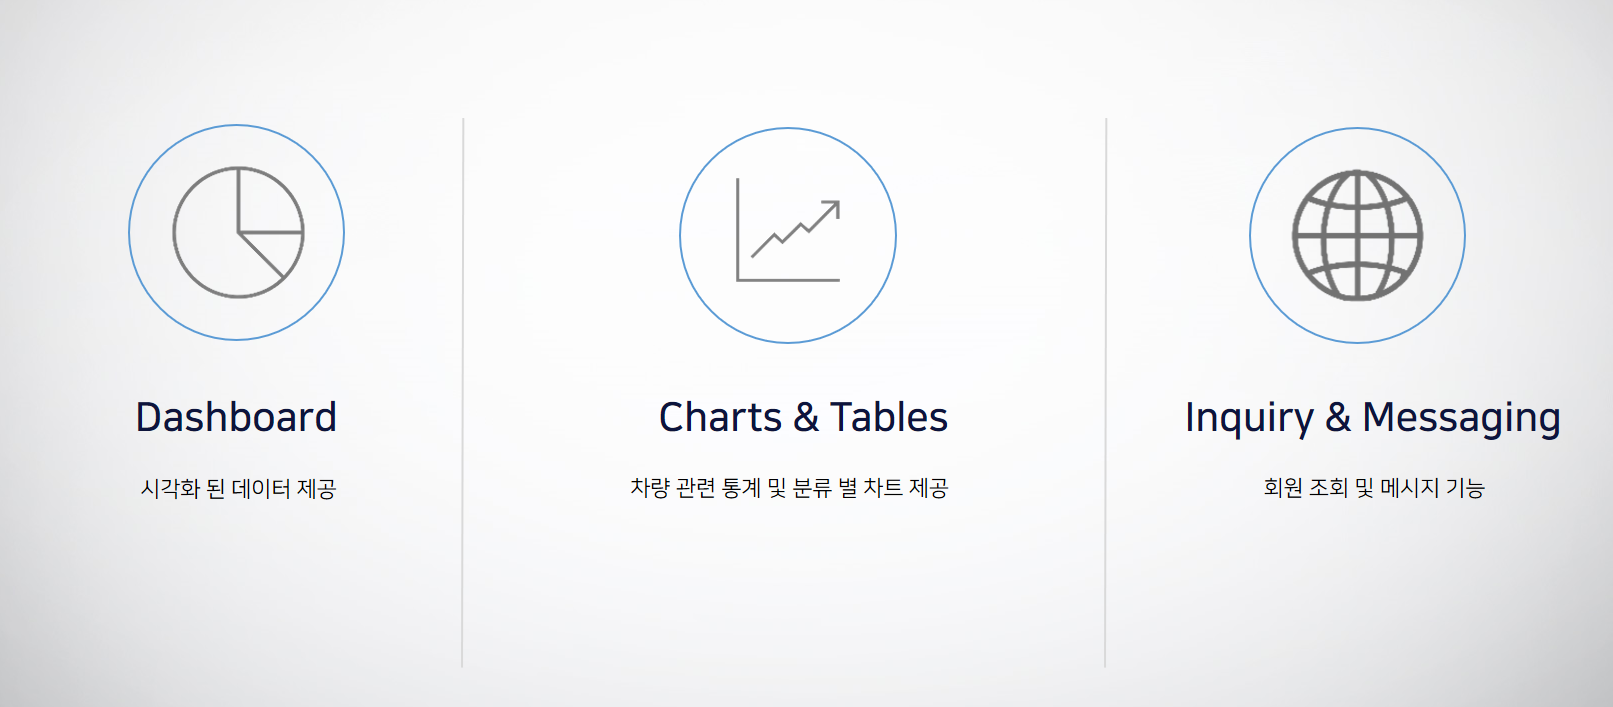 Dashboard
시각화 된 데이터 제공
Charts & Tables
차량 관련 통계 및 분류 별 차트 제공
Inquiry & Messaging
회원 조회 및 메시지 기능